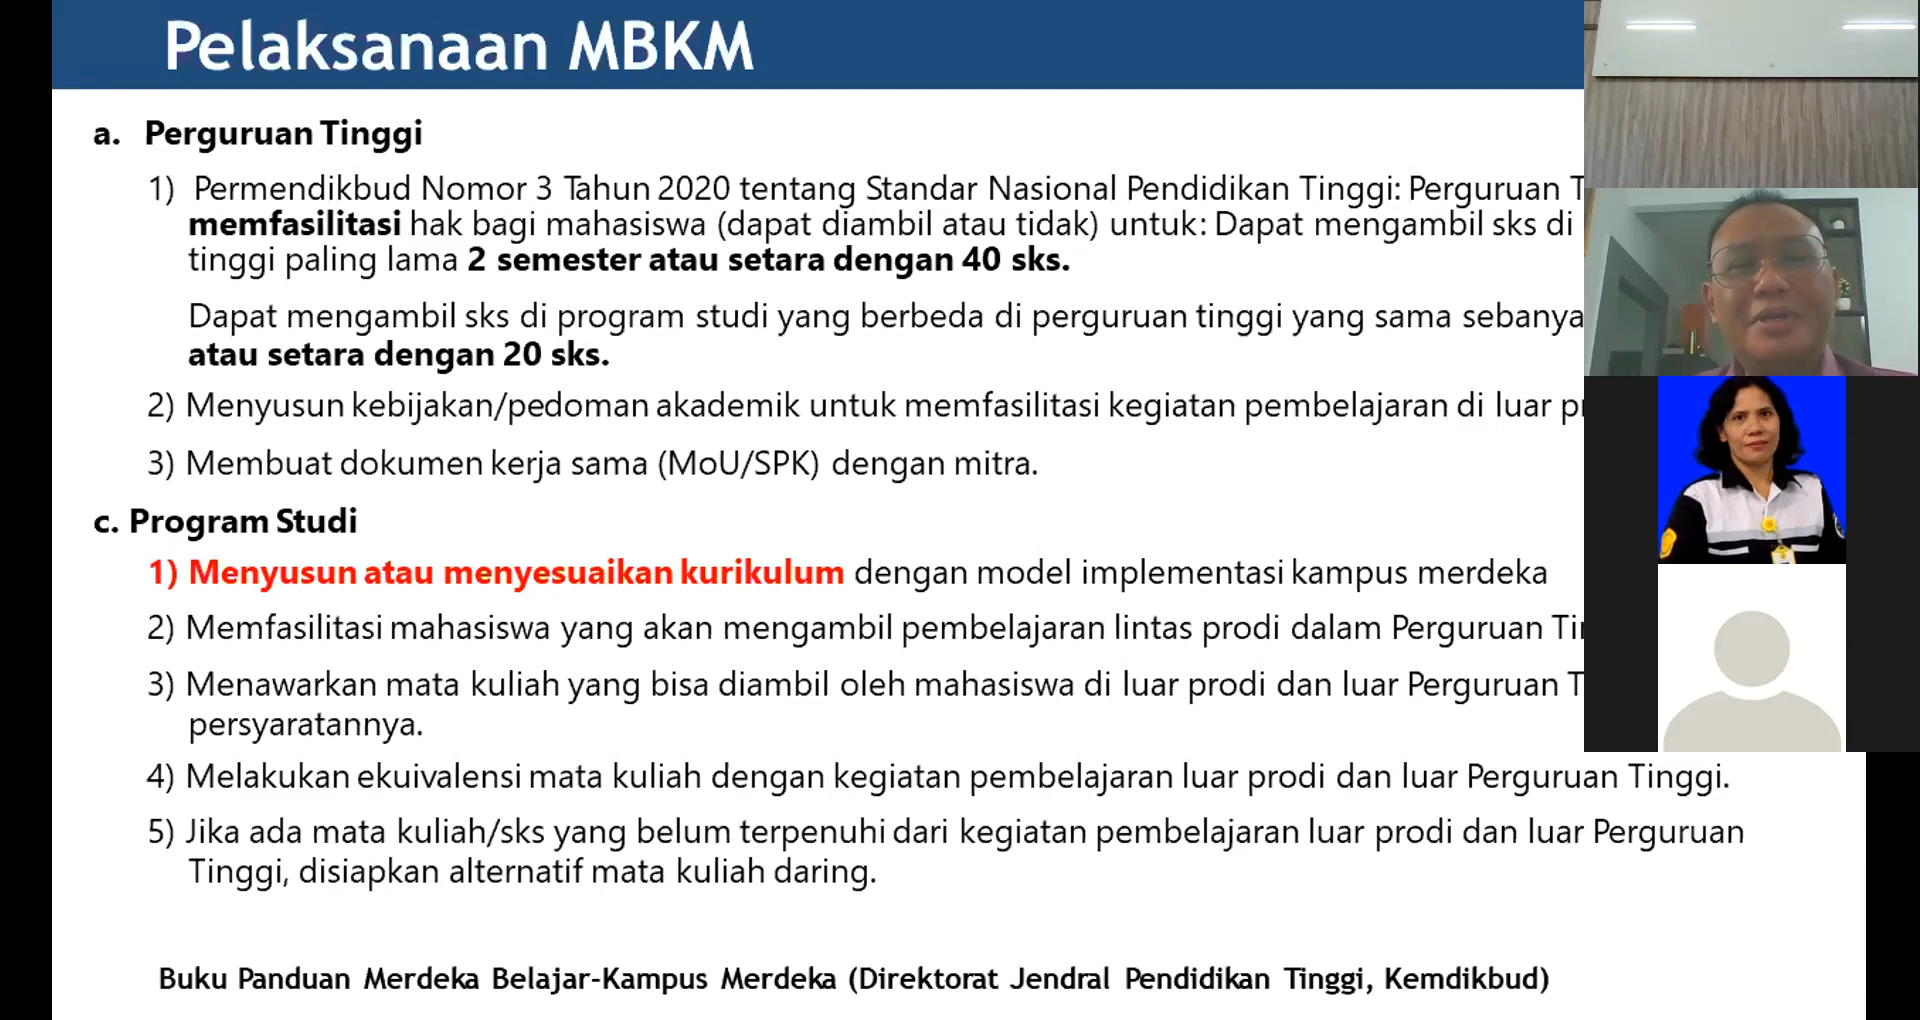 Pelaksanaan MBKM
a. Perguruan Tinggi
1) Permendikbud Nomor 3 Tahun 2020 tentang Standar Nasional Pendidikan Tinggi: Perguruan
memfasilitasi hak bagi mahasiswa (dapat diambil atau tidak) untuk: Dapat mengambil sks di
tinggi paling lama 2 semester atau setara dengan 40 sks.
Dapat mengambil sks di program studi yang berbeda di perguruan tinggi yang sama
atau setara dengan 20 sks.
2) Menyusun kebijakan/pedoman akademik untuk memfasilitasi kegiatan pembelajaran di luar
3) Membuat dokumen kerja sama (MoU/SPK) dengan mitra.
c. Program Studi
1) Menyusun atau menyesuaikan kurikulum dengan model implementasi kampus merdeka
2) Memfasilitasi mahasiswa yang akan mengambil pembelajaran lintas prodi dalam Perguruan
3) Menawarkan mata kuliah yang bisa diambil oleh mahasiswa di luar prodi dan luar Perguruan
persyaratannya.
4) Melakukan ekuivalensi mata kuliah dengan kegiatan pembelajaran luar prodi dan luar Perguruan Tinggi.
5) Jika ada mata kuliah/sks yang belum terpenuhi dari kegiatan pembelajaran luar prodi dan luar Perguruan
Tinggi, disiapkan alternatif mata kuliah daring.
Buku Panduan Merdeka Belajar-Kampus Merdeka (Direktorat Jendral Pendidikan Tinggi, Kemdikbud)